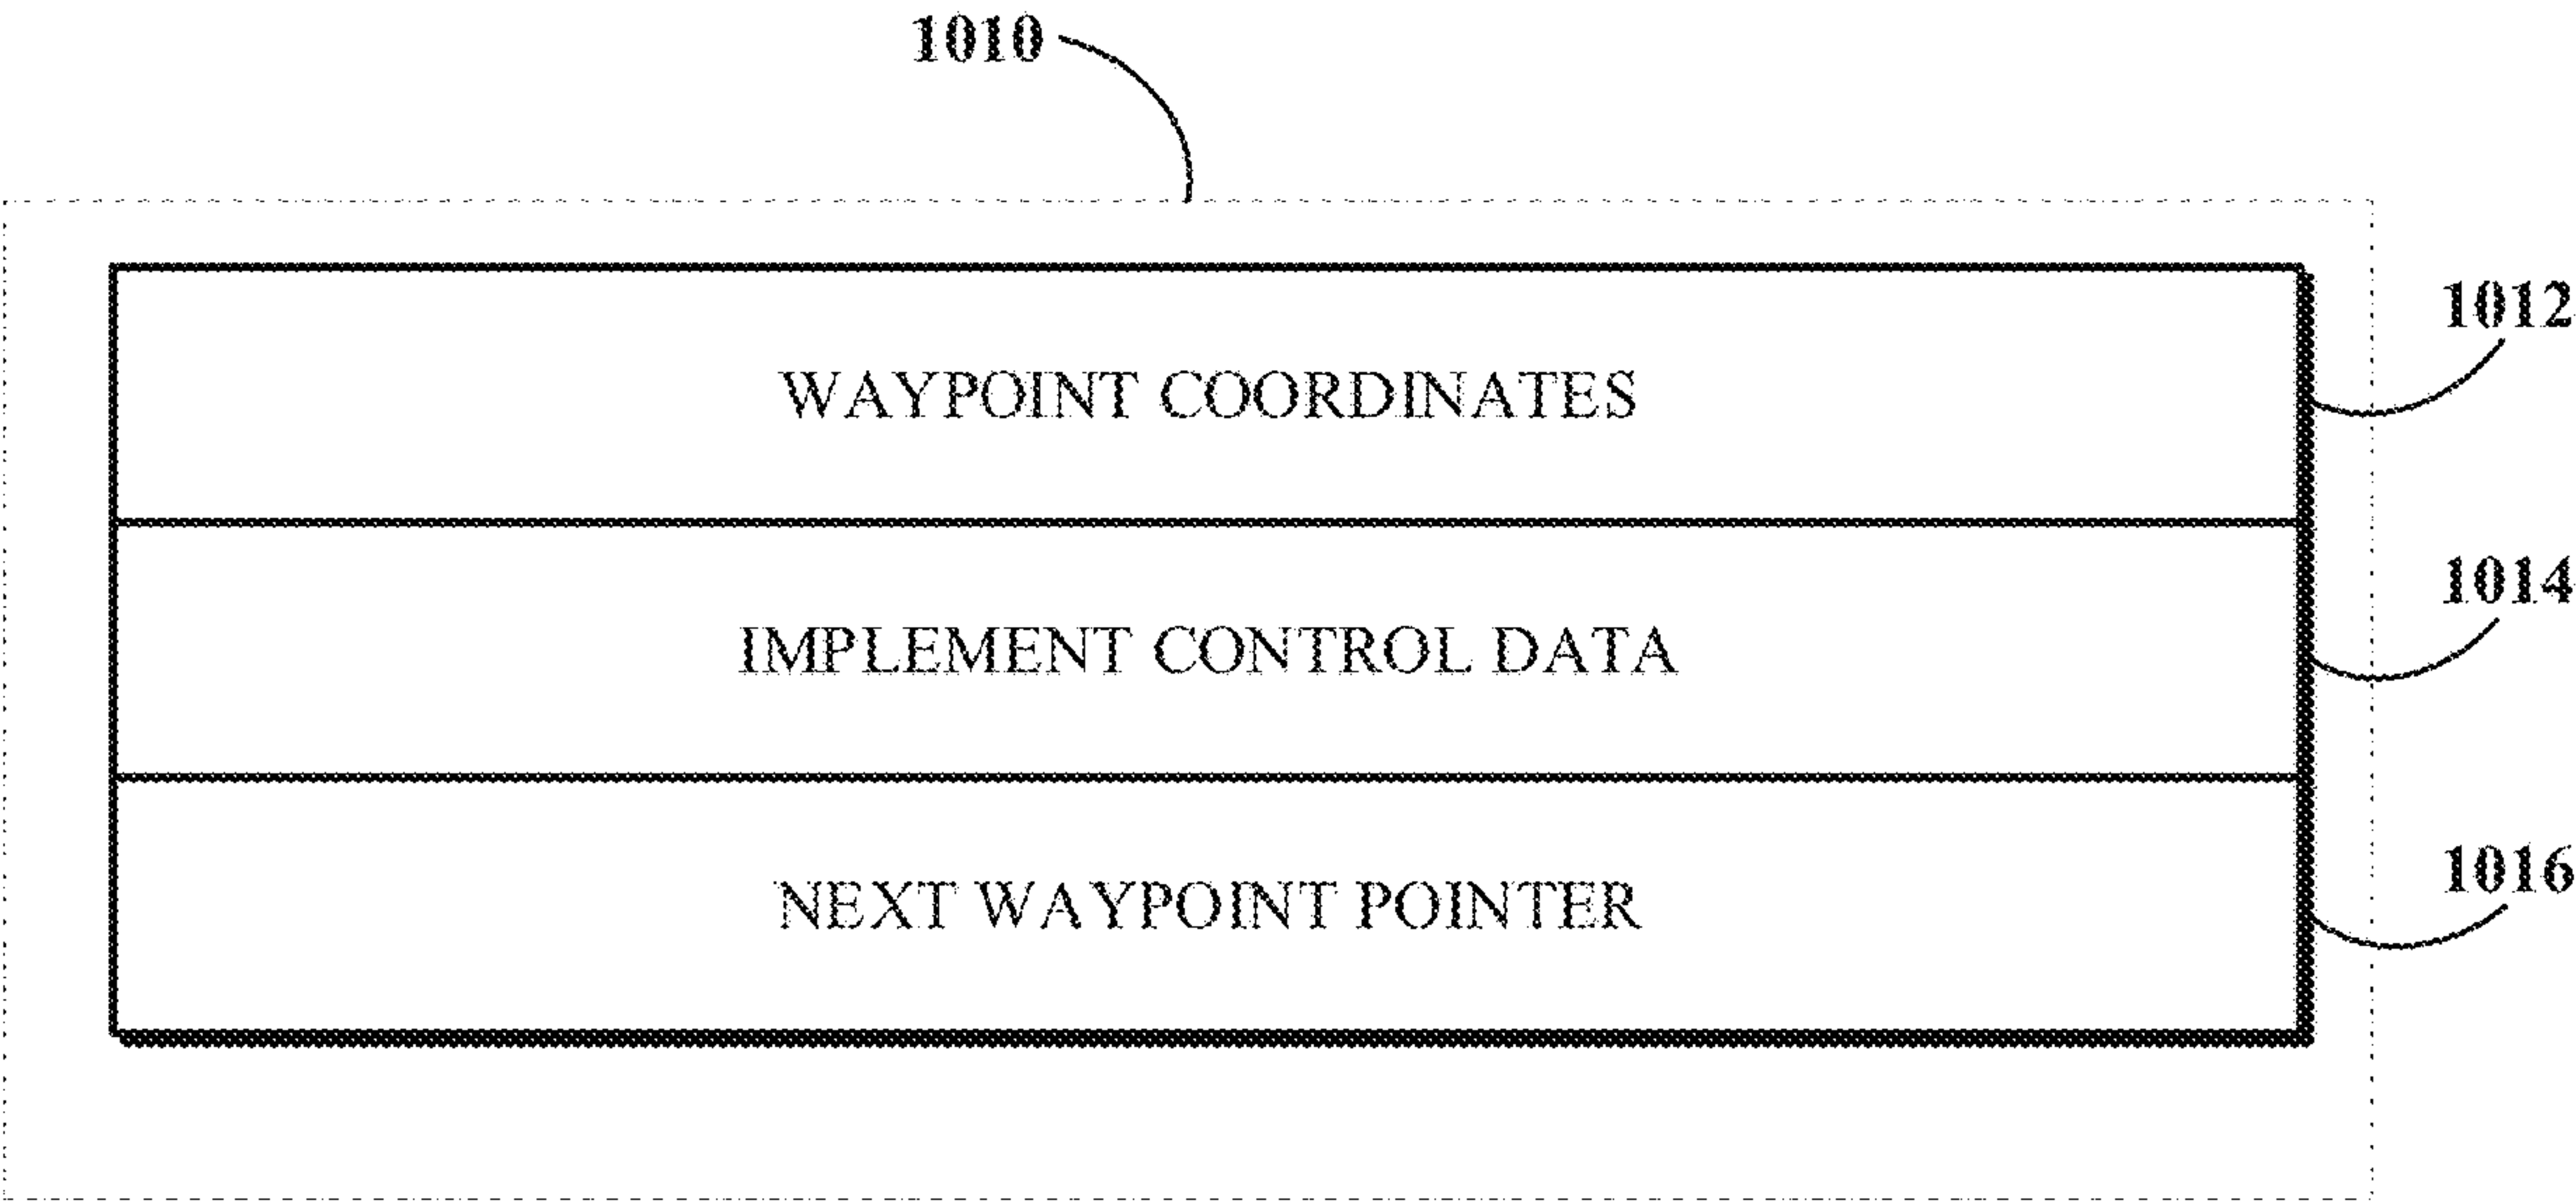 1010
1012
WAYPOINT COORDINATES
1014
IMPLEMENT CONTROL DATA
1016
NEXT WAYPOINT POINTER